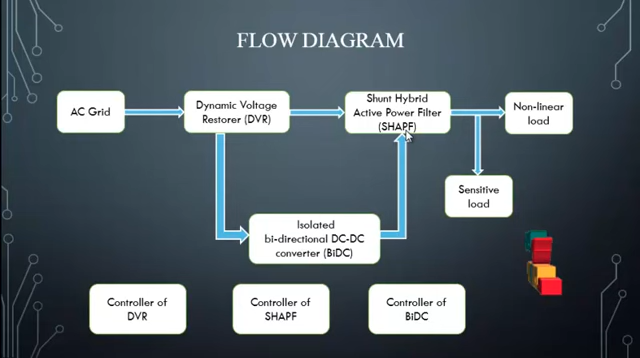 FLOW DIAGRAM
AC Grid
Dynamic Voltage
Restorer (DVR)
Shunt Hybrid
Active Power Filter
(SHAPF)
Non-linear
load
Sensitive
load
Isolated
bi-directional DC-DC
converter (BiDC)
Controller of
DVR
Controller of
SHAPF
Controller of
BiDC